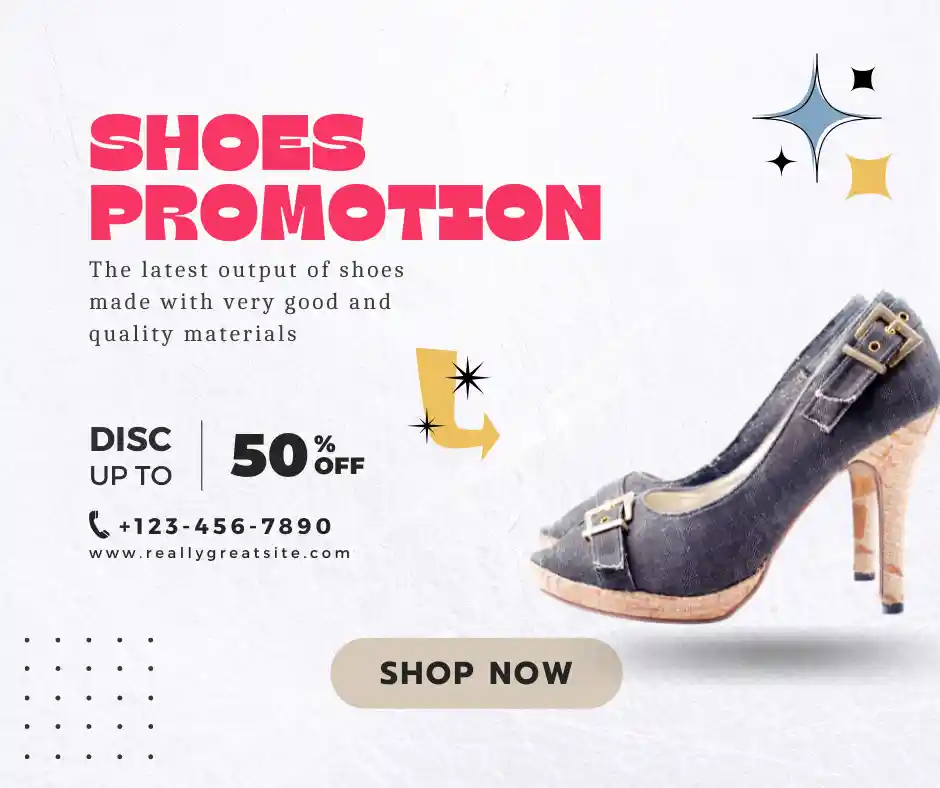 SHOES
PROMOTION
The latest output of shoes
made with very good and
quality materials
DISC
UP TO
50 % OFF
+123-456-7890
www.reallygreatsite.com
SHOP NOW